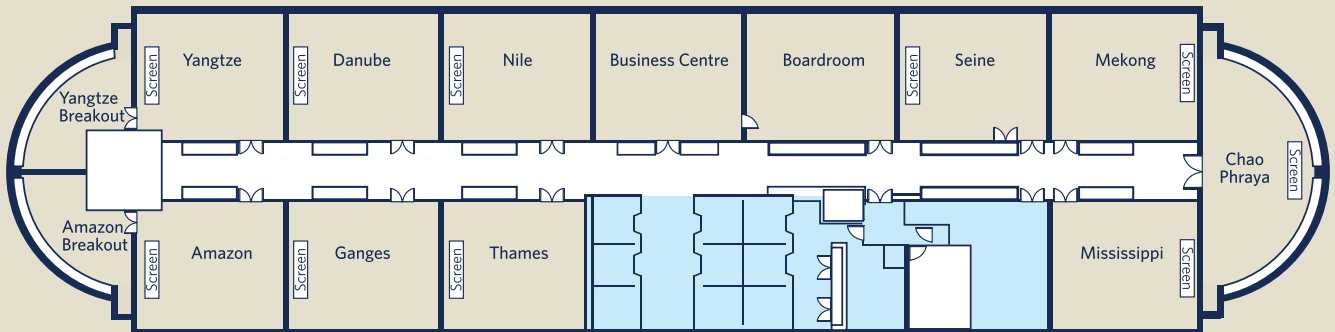 Screen
Yangtze
Screen
Danube
Screen
Nile
Business Centre
Boardroom
Screen
Seine
Mekong
Screen
Yangtze
Breakout
Chao
Phraya
Screen
Amazon
Breakout
Screen
Amazon
Screen
Ganges
Screen
Thames
Mississippi
Screen